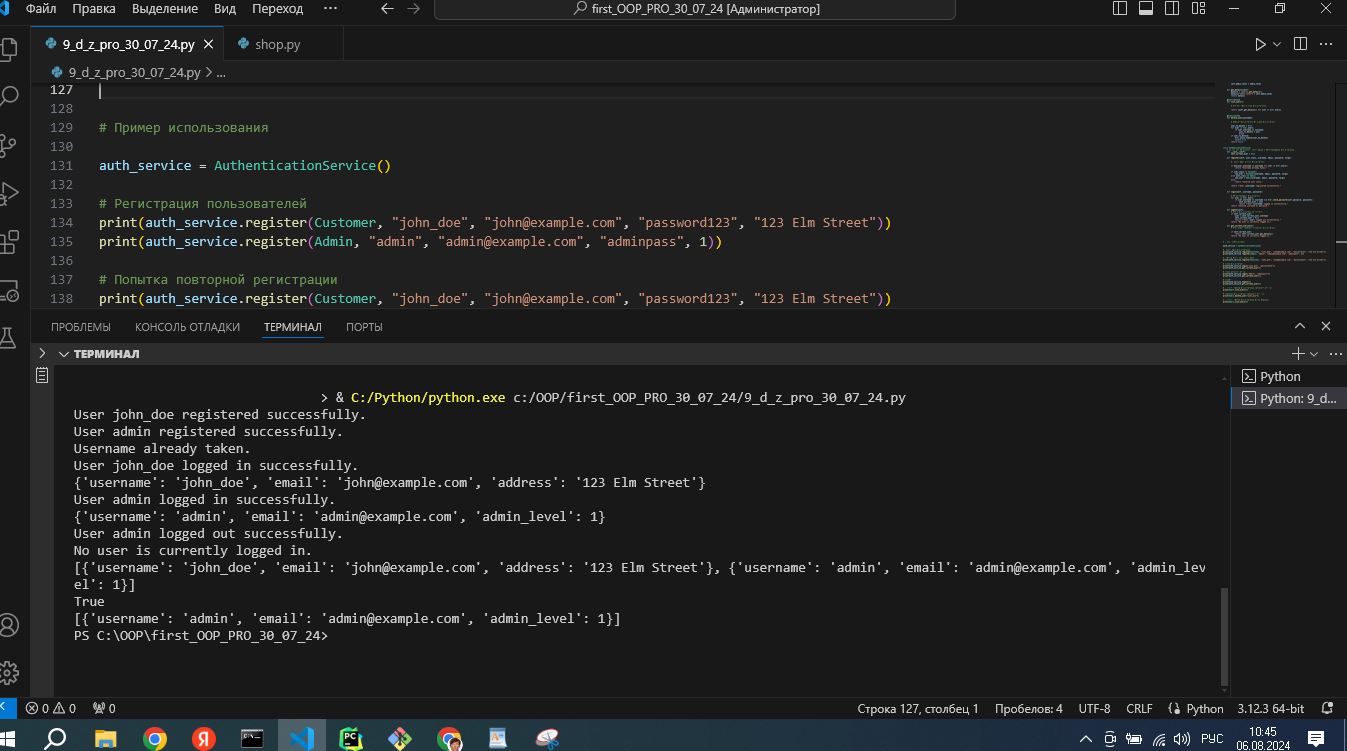 Файл Правка Выделение Вид Переход ··· first_OOP_PRO_30_07_24 [Администратор]
9_d_z_pro_30_07_24.py shop.py
9_d_z_pro_30_07_24.py > ...
127
128
129 # Пример использования
130
131 auth_service = AuthenticationService()
132
133 # Регистрация пользователей
134 print(auth_service.register(Customer, "john_doe", "john@example.com", "password123", "123 Elm Street"))
135 print(auth_service.register(Admin, "admin", "admin@example.com", "adminpass", 1))
136
137 # Попытка повторной регистрации
138 print(auth_service.register(Customer, "john_doe", "john@example.com", "password123", "123 Elm Street"))
ПРОБЛЕМЫ КОНСОЛЬ ОТЛАДКИ ТЕРМИНАЛ ПОРТЫ
ТЕРМИНАЛ
> & C:/Python/python.exe c:/OOP/first_OOP_PRO_30_07_24/9_d_z_pro_30_07_24.py
User john_doe registered successfully.
User admin registered successfully.
Username already taken.
User john_doe logged in successfully.
{'username': 'john_doe', 'email': 'john@example.com', 'address': '123 Elm Street'}
User admin logged in successfully.
{'username': 'admin', 'email': 'admin@example.com', 'admin_level': 1}
User admin logged out successfully.
No user is currently logged in.
[{'username': 'john_doe', 'email': 'john@example.com', 'address': '123 Elm Street'}, {'username': 'admin', 'email': 'admin@example.com', 'admin_lev
el': 1}]
True
[{'username': 'admin', 'email': 'admin@example.com', 'admin_level': 1}]
PS C:\OOP\first_OOP_PRO_30_07_24>
Python
Python: 9_d...
0 0 0 Строка 127, столбец 1 Пробелов: 4 UTF-8 CRLF Python 3.12.3 64-bit
Я PC РУС 10:45
06.08.2024